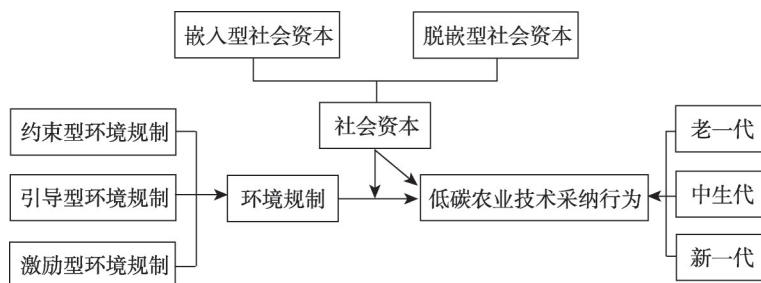 嵌入型社会资本
脱嵌型社会资本
社会资本
约束型环境规制
引导型环境规制
激励型环境规制
环境规制
低碳农业技术采纳行为
老一代
中生代
新一代